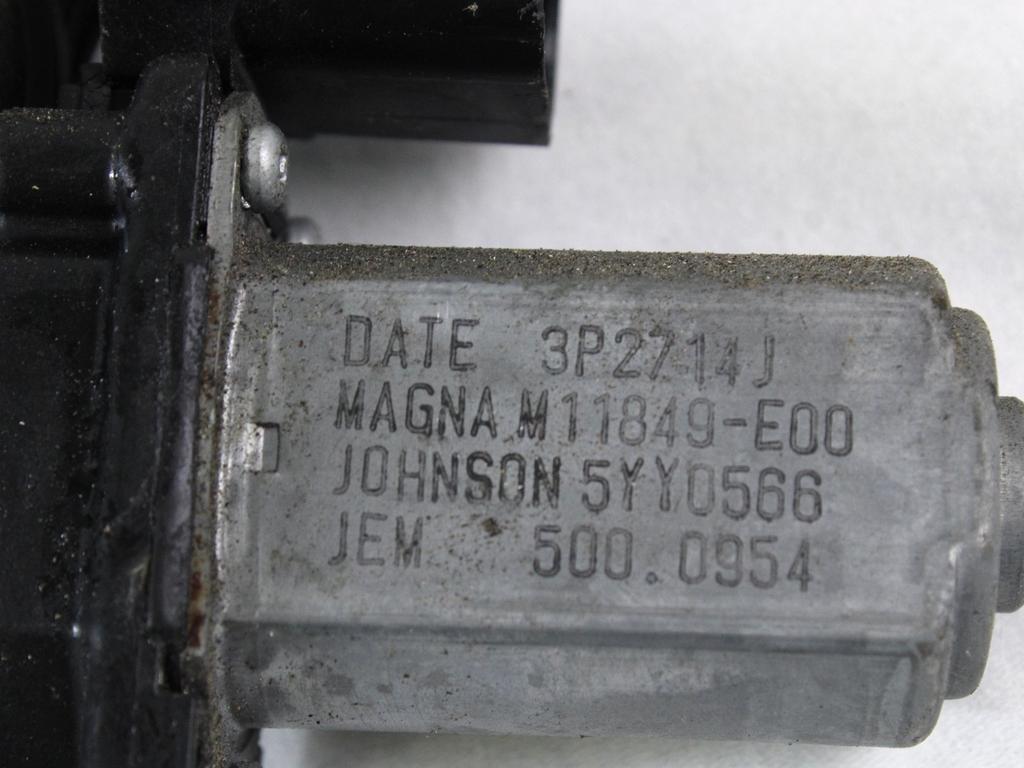 DATE 3P2714J
MAGNA M11849-E00
JOHNSON 5YY0566
JEM 500.0954